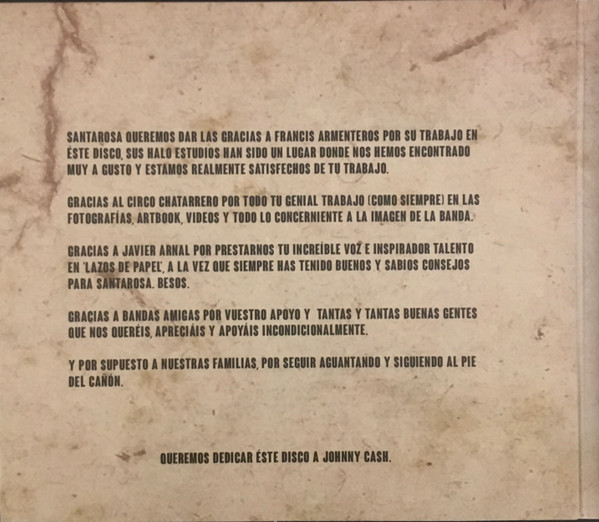 SANTAROSA QUEREMOS DAR LAS GRACIAS A FRANCIS ARMENTEROS POR SU TRABAJO EN
ÉSTE DISCO, SUS HALO ESTUDIOS HAN SIDO UN LUGAR DONDE NOS HEMOS ENCONTRADO
MUY A GUSTO Y ESTAMOS REALMENTE SATISFECHOS DE TU TRABAJO.
GRACIAS AL CIRCO CHATARRERO POR TODO TU GENIAL TRABAJO (COMO SIEMPRE) EN LAS
FOTOGRAFÍAS, ARTBOOK, VIDEOS Y TODO LO CONCERNIENTE A LA IMAGEN DE LA BANDA.
GRACIAS A JAVIER ARNAL POR PRESTARNOS TU INCREÍBLE VOZ E INSPIRADOR TALENTO
EN 'LAZOS DE PAPEL', A LA VEZ QUE SIEMPRE HAS TENIDO BUENOS Y SABIOS CONSEJOS
PARA SANTAROSA. BESOS.
GRACIAS A BANDAS AMIGAS POR VUESTRO APOYO Y TANTAS Y TANTAS BUENAS GENTES
QUE NOS QUERÉIS, APRECIÁIS Y APOYÁIS INCONDICIONALMENTE.
Y POR SUPUESTO A NUESTRAS FAMILIAS, POR SEGUIR AGUANTANDO Y SIGUIENDO AL PIE
DEL CAÑÓN.
QUEREMOS DEDICAR ÉSTE DISCO A JOHNNY CASH.